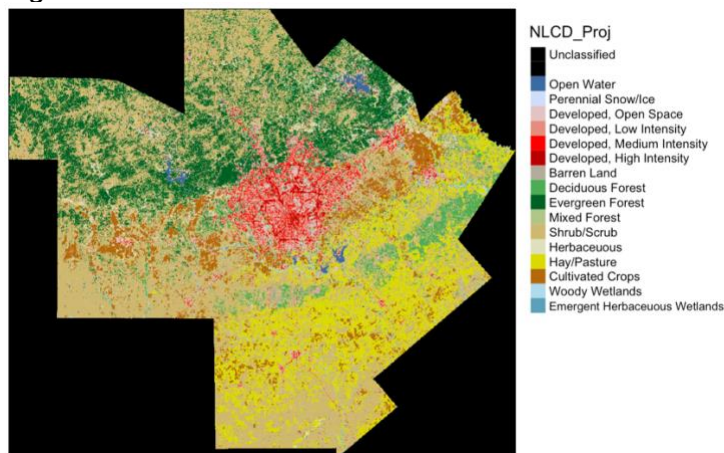 NLCD_Proj
Unclassified
Open Water
Perennial Snow/Ice
Developed, Open Space
Developed, Low Intensity
Developed, Medium Intensity
Developed, High Intensity
Barren Land
Deciduous Forest
Evergreen Forest
Mixed Forest
Shrub/Scrub
Herbaceuous
Hay/Pasture
Cultivated Crops
Woody Wetlands
Emergent Herbaceuous Wetlands